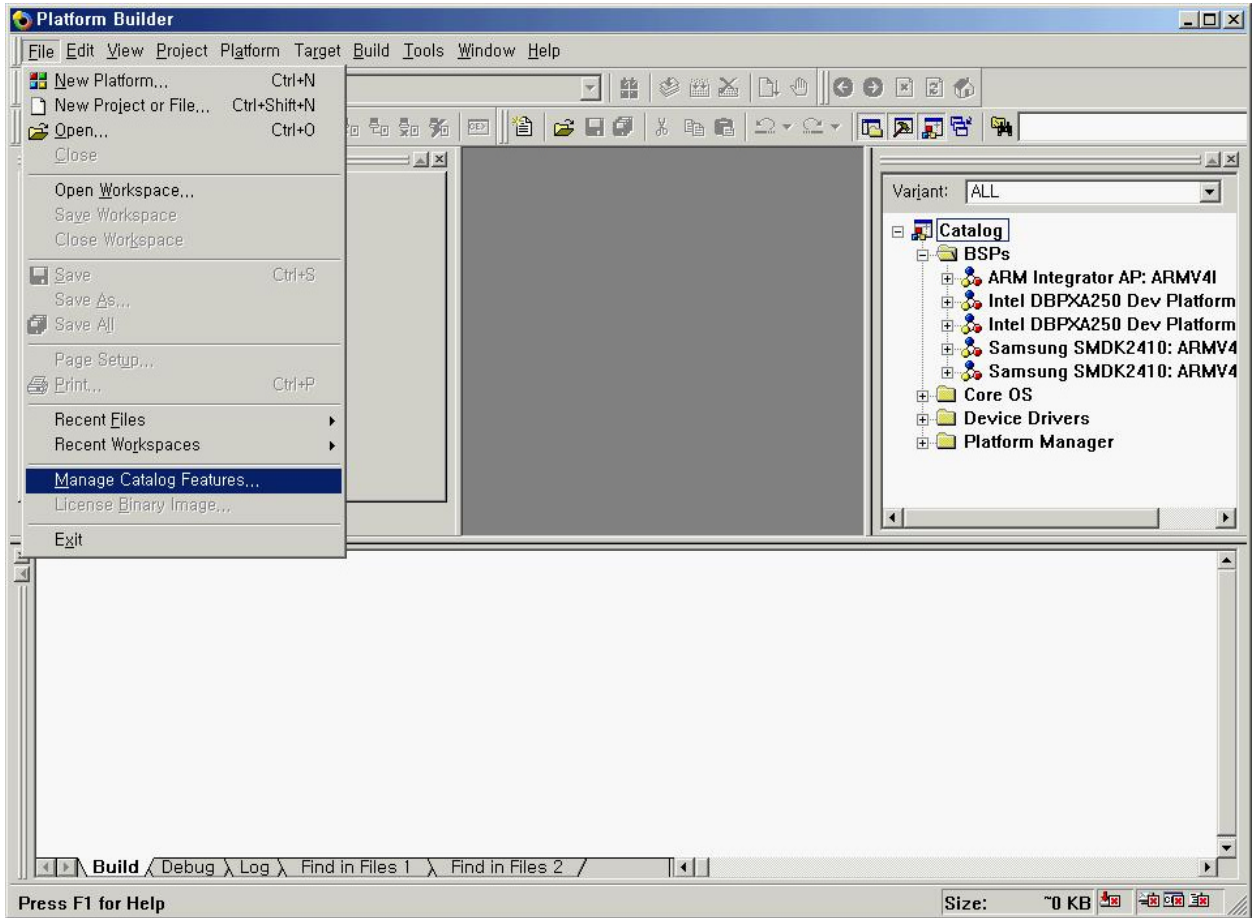 Platform Builder
File Edit View Project Platform Target Build Tools Window Help
New Platform... Ctrl+N
New Project or File... Ctrl+Shift+N
Open... Ctrl+O
Close
Open Workspace...
Save Workspace
Close Workspace
Save Ctrl+S
Save As...
Save All
Page Setup...
Print... Ctrl+P
Recent Files
Recent Workspaces
Manage Catalog Features...
License Binary Image...
Exit
Variant: ALL
Catalog
BSPs
ARM Integrator AP: ARMV4I
Intel DBPXA250 Dev Platform
Intel DBPXA250 Dev Platform
Samsung SMDK2410: ARMV4
Samsung SMDK2410: ARMV4
Core OS
Device Drivers
Platform Manager
Build Debug Log Find in Files 1 Find in Files 2
Press F1 for Help
Size: ~0 KB